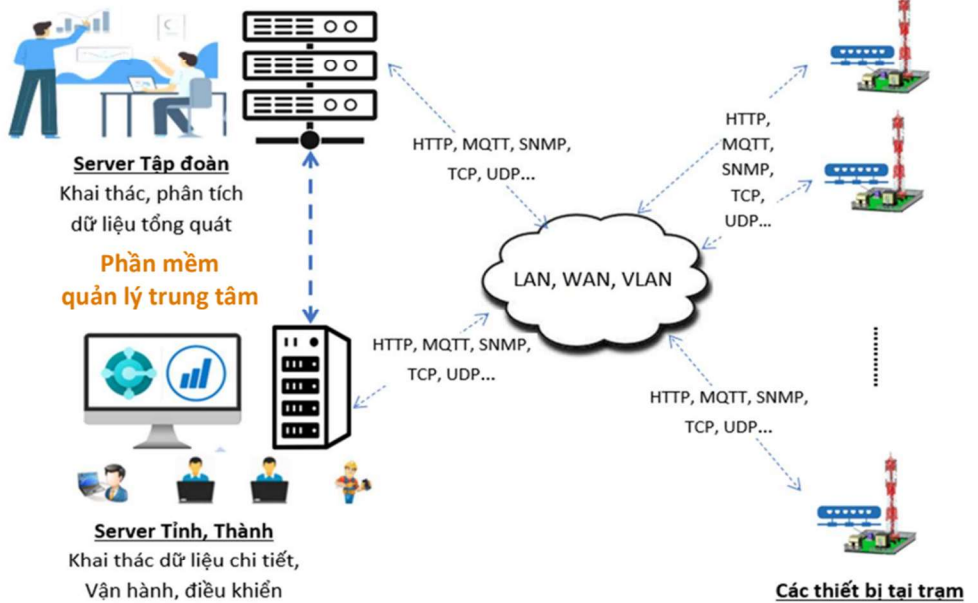 Server Tập đoàn
Khai thác, phân tích
dữ liệu tổng quát
Phần mềm
quản lý trung tâm
HTTP, MQTT, SNMP,
TCP, UDP...
HTTP,
MQTT,
SNMP,
TCP,
UDP...
LAN, WAN, VLAN
HTTP, MQTT, SNMP,
TCP, UDP...
HTTP, MQTT, SNMP,
TCP, UDP...
Server Tỉnh, Thành
Khai thác dữ liệu chi tiết,
Vận hành, điều khiển
Các thiết bị tại trạm